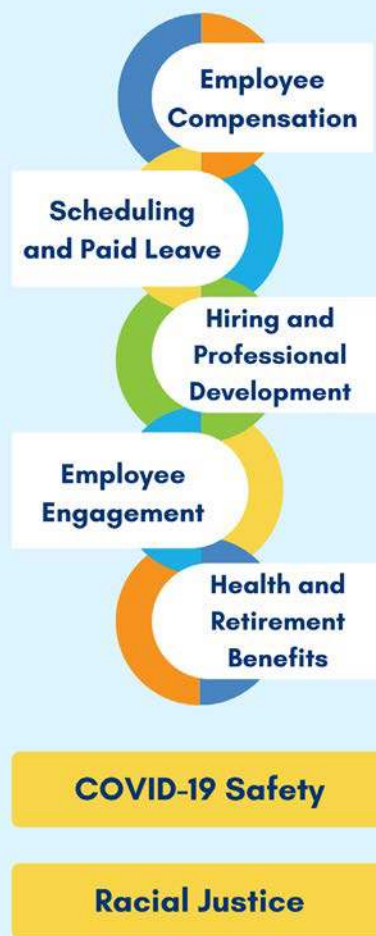 Employee
Compensation
Scheduling
and Paid Leave
Hiring and
Professional
Development
Employee
Engagement
Health and
Retirement
Benefits
COVID-19 Safety
Racial Justice